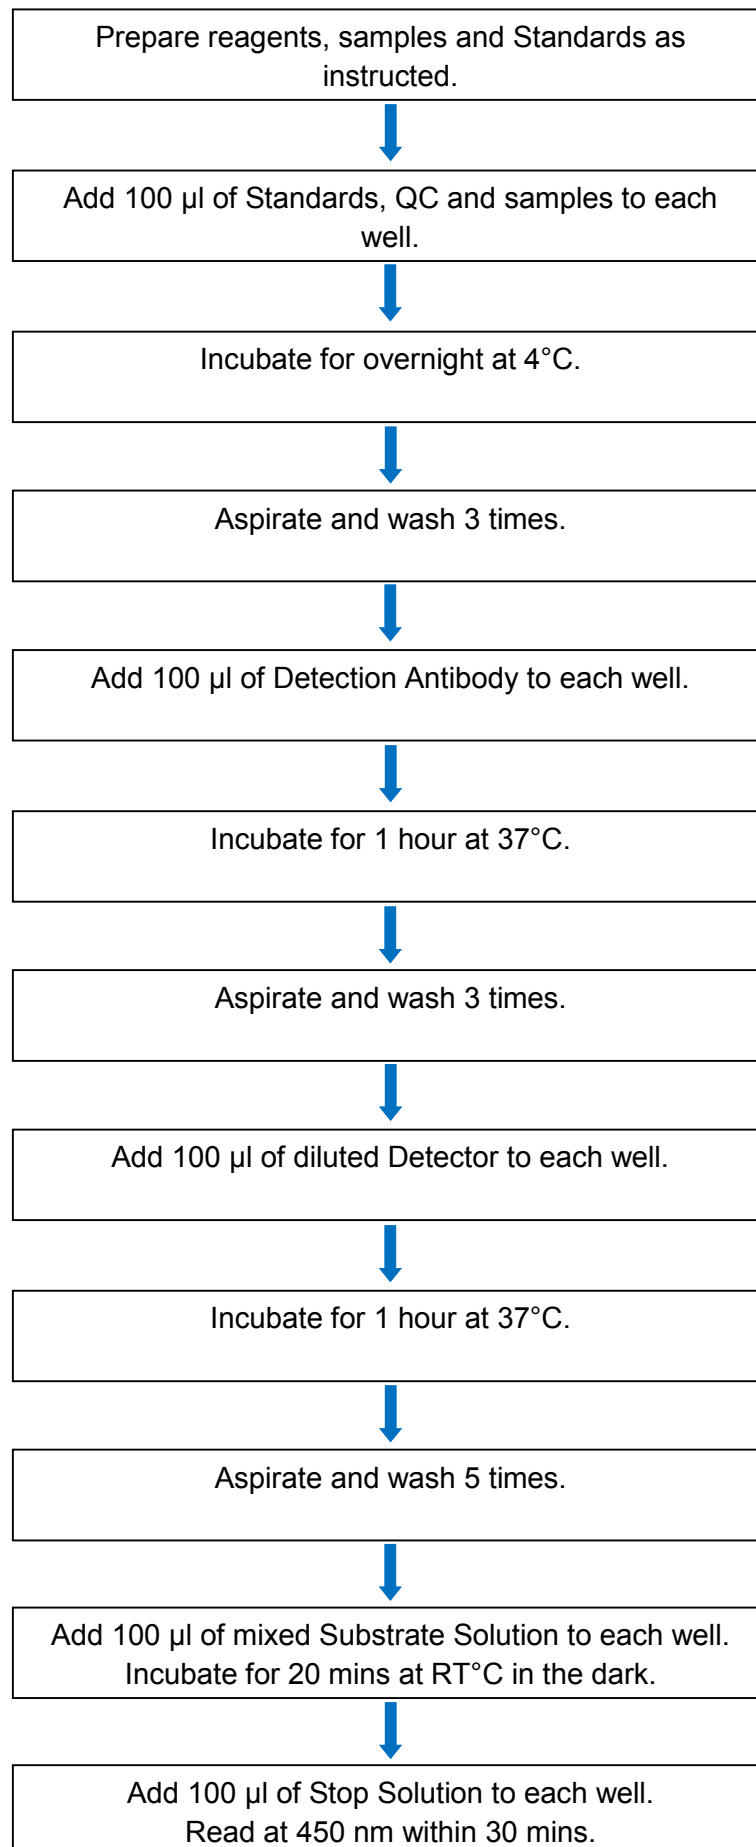 Prepare reagents, samples and Standards as
instructed.
Add 100 µl of Standards, QC and samples to each
well.
Incubate for overnight at 4°C.
Aspirate and wash 3 times.
Add 100 µl of Detection Antibody to each well.
Incubate for 1 hour at 37°C.
Aspirate and wash 3 times.
Add 100 µl of diluted Detector to each well.
Incubate for 1 hour at 37°C.
Aspirate and wash 5 times.
Add 100 µl of mixed Substrate Solution to each well.
Incubate for 20 mins at RT°C in the dark.
Add 100 µl of Stop Solution to each well.
Read at 450 nm within 30 mins.